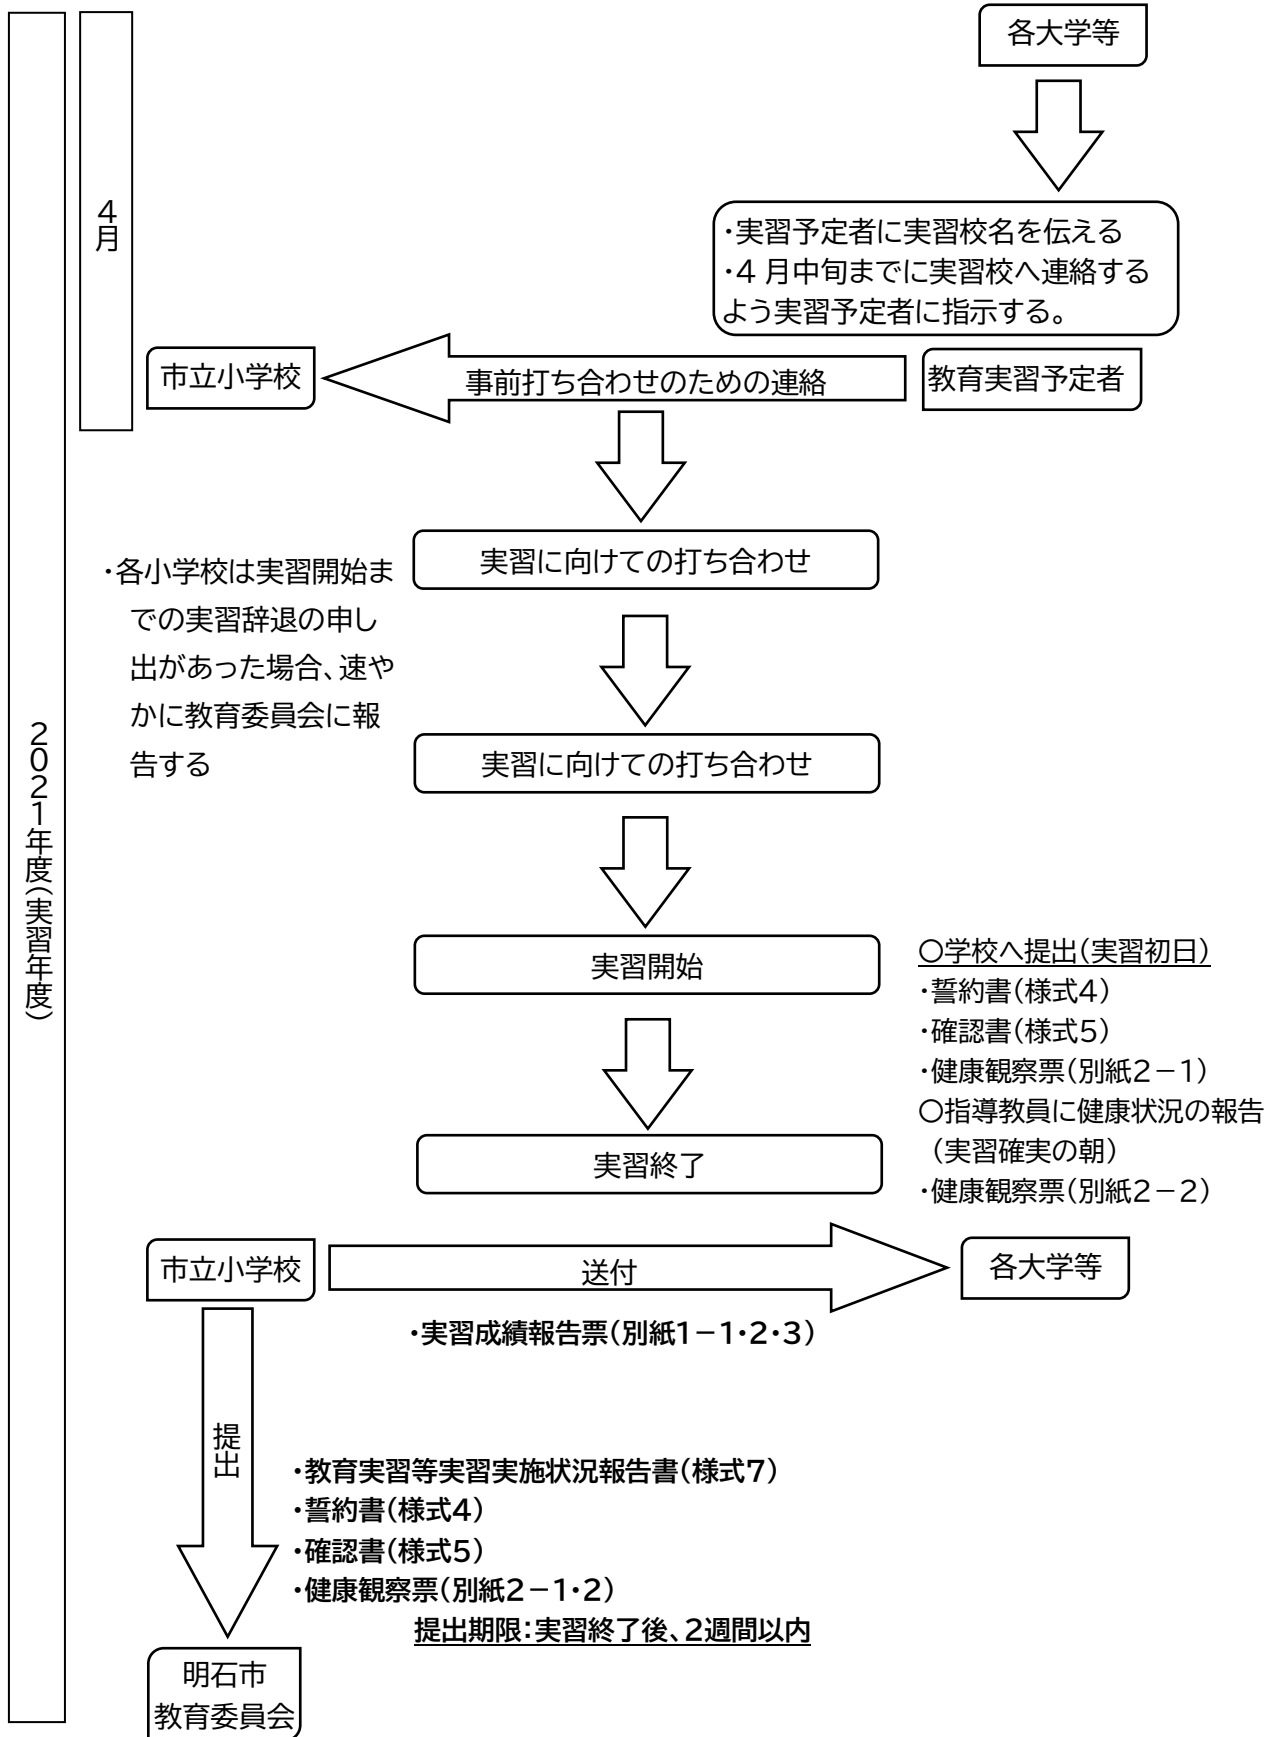 2021年度(実習年度)
4月
各大学等
・実習予定者に実習校名を伝える
・4 月中旬までに実習校へ連絡する
よう実習予定者に指示する。
市立小学校
事前打ち合わせのための連絡
教育実習予定者
実習に向けての打ち合わせ
・各小学校は実習開始ま
での実習辞退の申し
出があった場合、速や
かに教育委員会に報
告する
実習に向けての打ち合わせ
実習開始
〇学校へ提出(実習初日)
・誓約書(様式4)
・確認書(様式5)
・健康観察票(別紙2-1)
〇指導教員に健康状況の報告
(実習確実の朝)
・健康観察票(別紙2-2)
実習終了
市立小学校
送付
各大学等
・実習成績報告票(別紙1-1・2・3)
提出
・教育実習等実習実施状況報告書(様式7)
・誓約書(様式4)
・確認書(様式5)
・健康観察票(別紙2-1・2)
提出期限:実習終了後、2週間以内
明石市
教育委員会